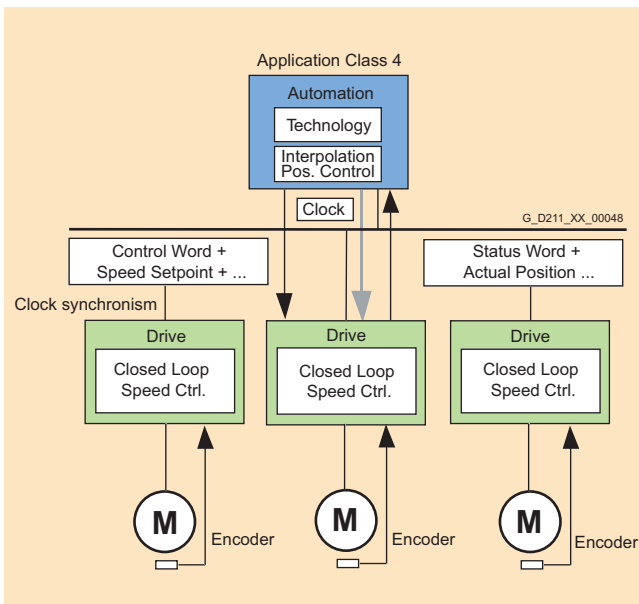 Application Class 4
Automation
Technology
Interpolation
Pos. Control
Clock
G_D211_XX_00048
Control Word +
Speed Setpoint + ...
Status Word +
Actual Position ...
Clock synchronism
Drive
Closed Loop
Speed Ctrl.
Drive
Closed Loop
Speed Ctrl.
Drive
Closed Loop
Speed Ctrl.
M
Encoder
M
Encoder
M
Encoder